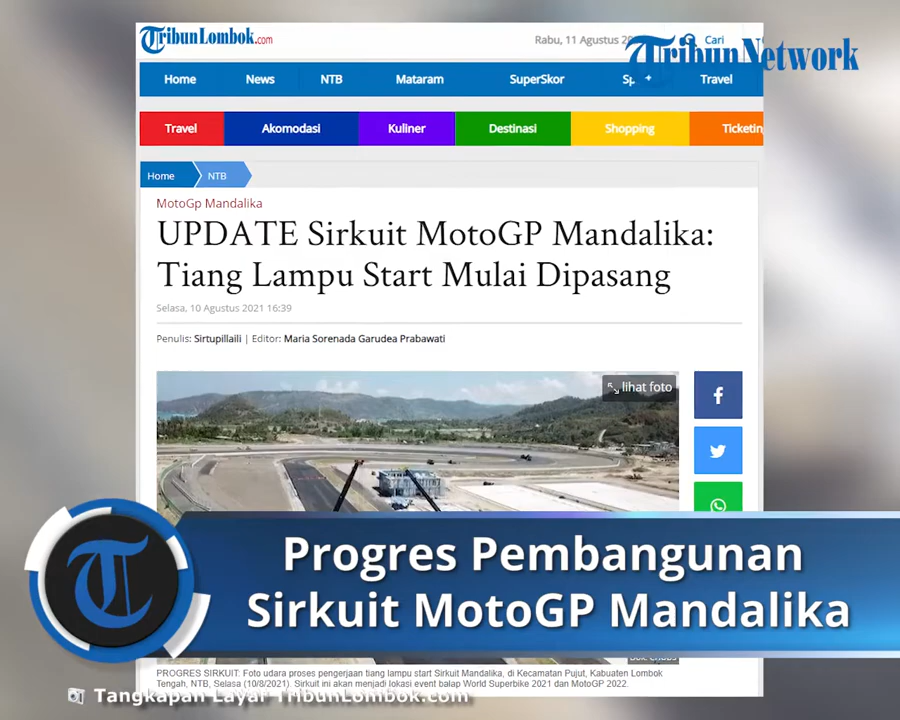 TribunLombok.com
Rabu, 11 Agustus
Cari
TribunNetwork
Home News NTB Mataram SuperSkor Travel
Travel Akomodasi Kuliner Destinasi Shopping
Home NTB
MotoGp Mandalika
UPDATE Sirkuit MotoGP Mandalika:
Tiang Lampu Start Mulai Dipasang
Selasa, 10 Agustus 2021 16:39
Penulis: Sirtupillaili | Editor: Maria Sorenada Garudea Prabawati
lihat foto
Progres Pembangunan
Sirkuit MotoGP Mandalika
PROGRES SIRKUIT: Foto udara proses pengerjaan tiang lampu start Sirkuit Mandalika, di Kecamatan Pujut, Kabuaten Lombok
Tengah, NTB, Selasa (10/8/2021). Sirkuit ini akan menjadi lokasi event balap World Superbike 2021 dan MotoGP 2022.
Tangkapan Layar TribunLombok.com